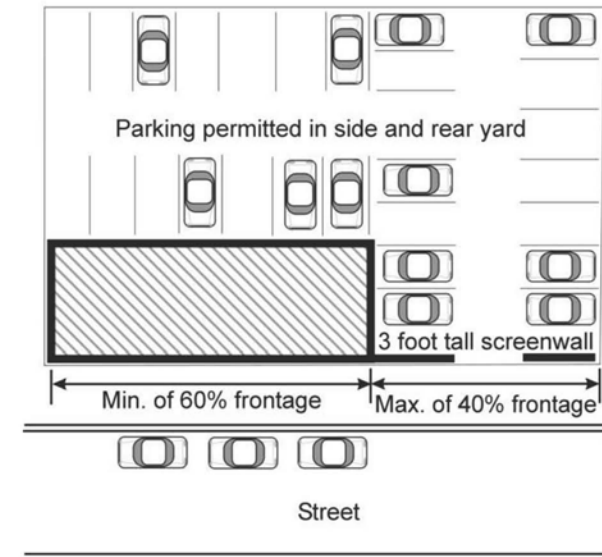 Parking permitted in side and rear yard
3 foot tall screenwall
Min. of 60% frontage
Max. of 40% frontage
Street